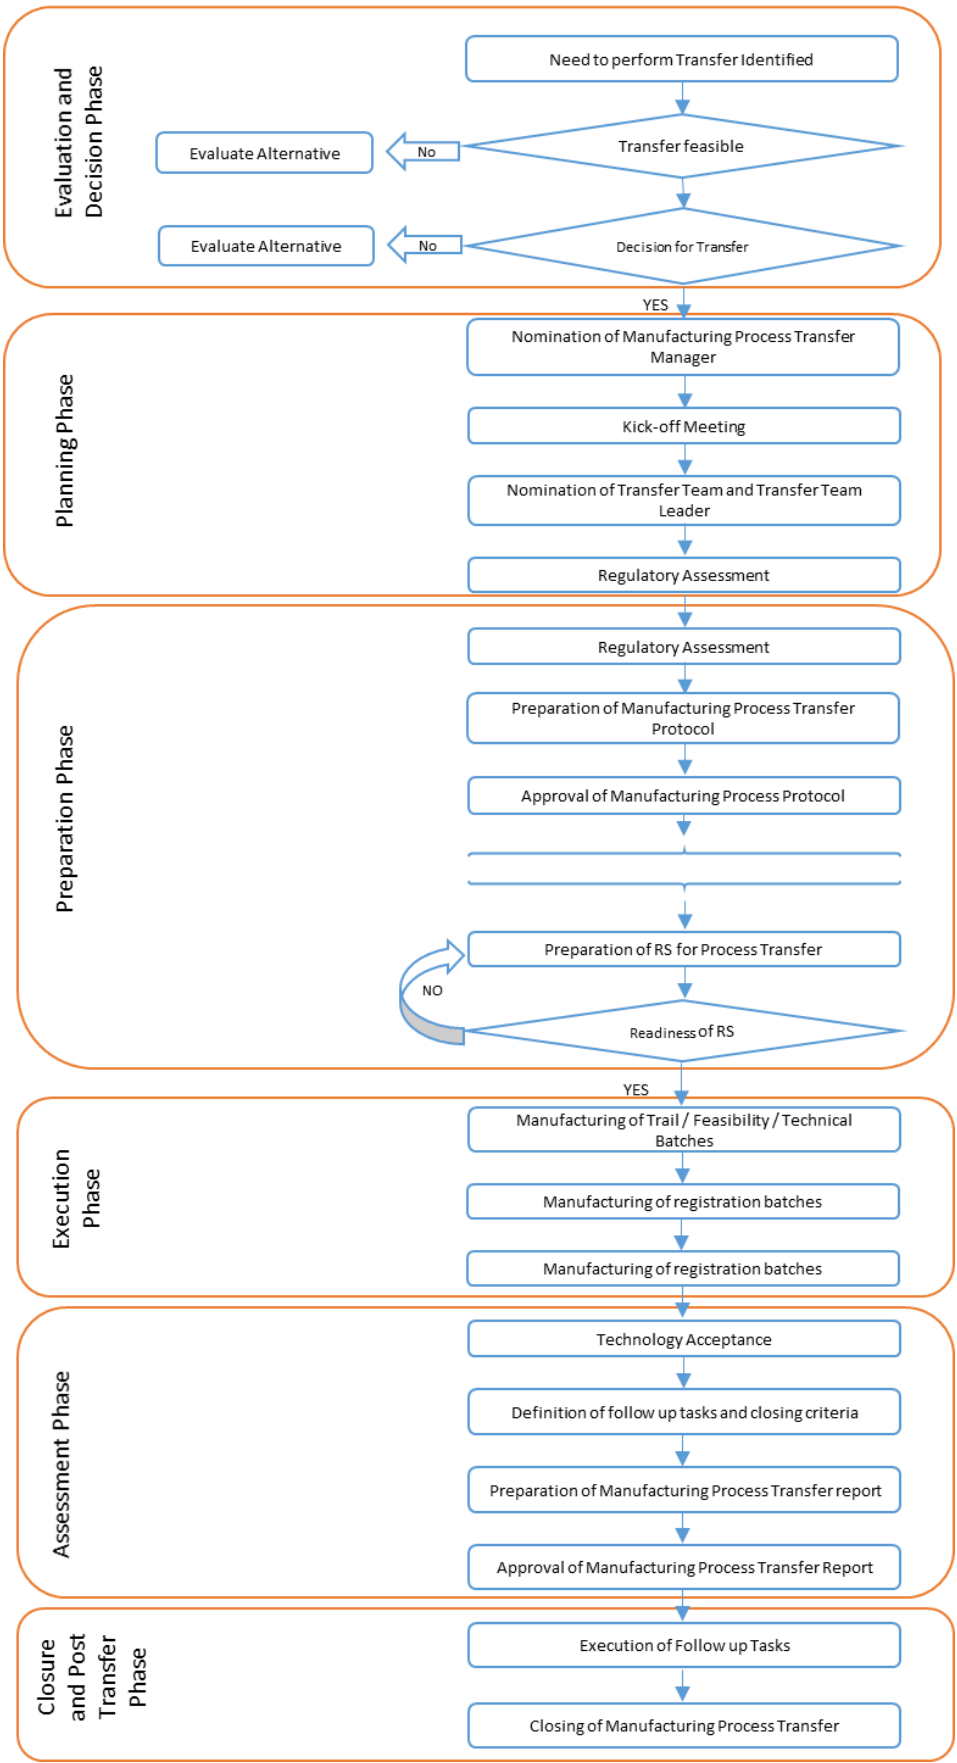 Evaluation and
Decision Phase
Need to perform Transfer Identified
Transfer feasible
No
Evaluate Alternative
Decision for Transfer
No
Evaluate Alternative
YES
Planning Phase
Nomination of Manufacturing Process Transfer
Manager
Kick-off Meeting
Nomination of Transfer Team and Transfer Team
Leader
Regulatory Assessment
Preparation Phase
Regulatory Assessment
Preparation of Manufacturing Process Transfer
Protocol
Approval of Manufacturing Process Protocol
Preparation of RS for Process Transfer
NO
Readiness of RS
YES
Execution
Phase
Manufacturing of Trail / Feasibility / Technical
Batches
Manufacturing of registration batches
Manufacturing of registration batches
Assessment Phase
Technology Acceptance
Definition of follow up tasks and closing criteria
Preparation of Manufacturing Process Transfer report
Approval of Manufacturing Process Transfer Report
Closure
and Post
Transfer
Phase
Execution of Follow up Tasks
Closing of Manufacturing Process Transfer